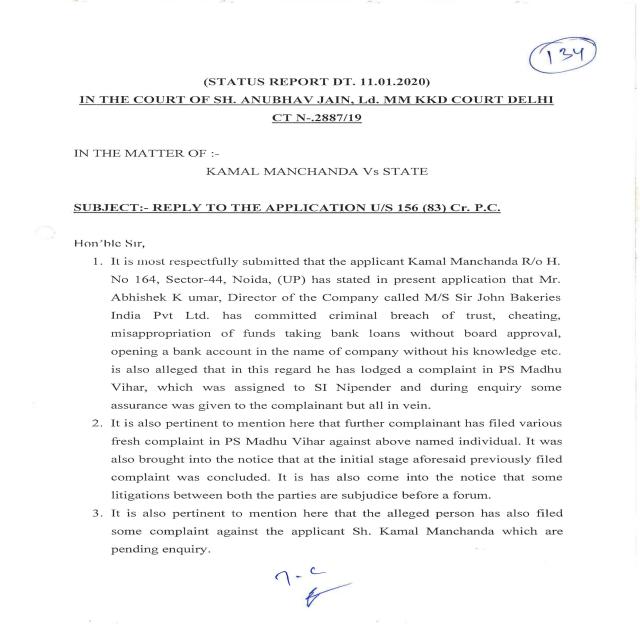 134
(STATUS REPORT DT. 11.01.2020)
IN THE COURT OF SH. ANUBHAV JAIN, Ld. MM KKD COURT DELHI
CT N-.2887/19
IN THE MATTER OF :-
KAMAL MANCHANDA Vs STATE
SUBJECT:- REPLY TO THE APPLICATION U/S 156 (83) Cr. P.C.
Hon'ble Sir,
1. It is most respectfully submitted that the applicant Kamal Manchanda R/o H.
No 164, Sector-44, Noida, (UP) has stated in present application that Mr.
Abhishek K umar, Director of the Company called M/S Sir John Bakeries
India Pvt Ltd. has committed criminal breach of trust, cheating,
misappropriation of funds taking bank loans without board approval,
opening a bank account in the name of company without his knowledge etc.
is also alleged that in this regard he has lodged a complaint in PS Madhu
Vihar, which was assigned to SI Nipender and during enquiry some
assurance was given to the complainant but all in vein.
2. It is also pertinent to mention here that further complainant has filed various
fresh complaint in PS Madhu Vihar against above named individual. It was
also brought into the notice that at the initial stage aforesaid previously filed
complaint was concluded. It is has also come into the notice that some
litigations between both the parties are subjudice before a forum.
3. It is also pertinent to mention here that the alleged person has also filed
some complaint against the applicant Sh. Kamal Manchanda which are
pending enquiry.